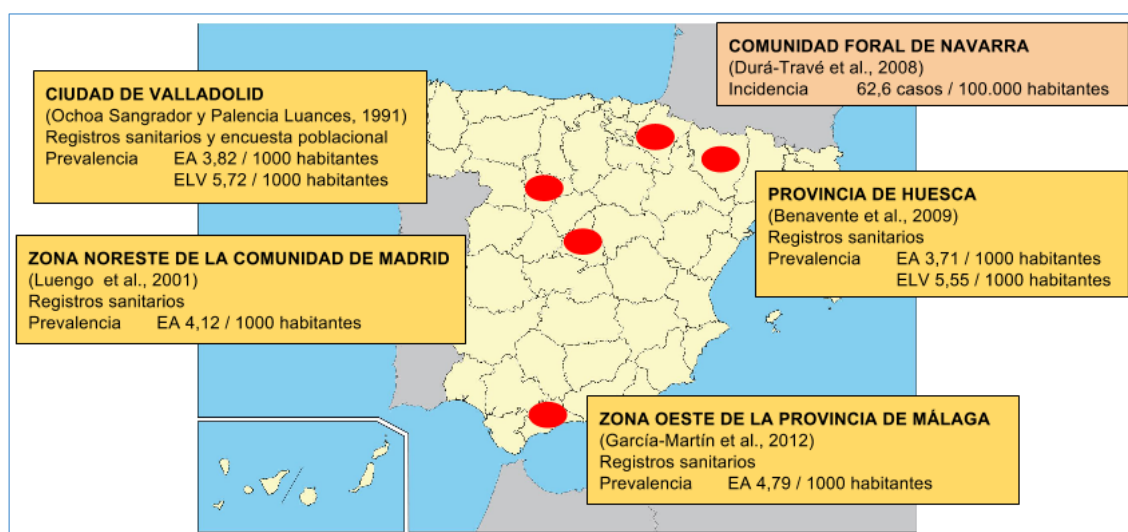 COMUNIDAD FORAL DE NAVARRA
(Durá-Travé et al., 2008)
Incidencia 62,6 casos / 100.000 habitantes
CIUDAD DE VALLADOLID
(Ochoa Sangrador y Palencia Luances, 1991)
Registros sanitarios y encuesta poblacional
Prevalencia EA 3,82 / 1000 habitantes
ELV 5,72 / 1000 habitantes
PROVINCIA DE HUESCA
(Benavente et al., 2009)
Registros sanitarios
Prevalencia EA 3,71 / 1000 habitantes
ELV 5,55 / 1000 habitantes
ZONA NORESTE DE LA COMUNIDAD DE MADRID
(Luengo et al., 2001)
Registros sanitarios
Prevalencia EA 4,12 / 1000 habitantes
ZONA OESTE DE LA PROVINCIA DE MÁLAGA
(García-Martín et al., 2012)
Registros sanitarios
Prevalencia EA 4,79 / 1000 habitantes